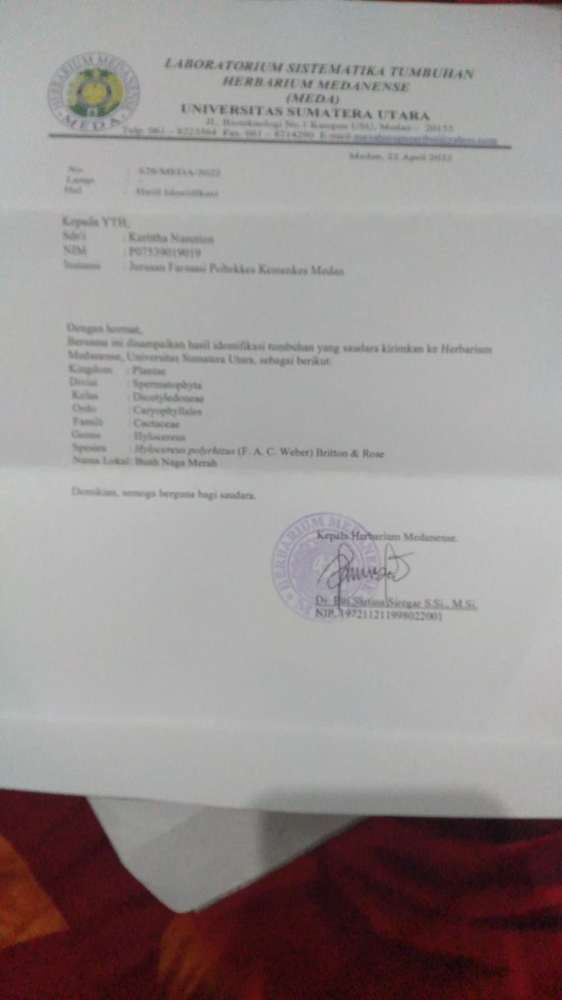 HERBARIUM MEDANENSE
MEDA
LABORATORIUM SISTEMATIKA TUMBUHAN
HERBARIUM MEDANENSE
(MEDA)
UNIVERSITAS SUMATERA UTARA
JL. Bioteknologi No.1 Kampus USU, Medan – 20155
Telp. 061 – 8223564 Fax. 061 – 8214290 E-mail
Medan, 22 April 2022
No. : /MEDA/2022
Lamp. : -
Hal : Hasil Identifikasi
Kepada YTH,
Sdr/i : Nasution
NIM : P07539019019
Instansi : Jurusan Farmasi Poltekkes Kemenkes Medan
Dengan hormat,
Bersama ini disampaikan hasil identifikasi tumbuhan yang saudara kirimkan ke Herbarium
Medanense, Universitas Sumatera Utara, sebagai berikut:
Kingdom : Plantae
Divisi : Spermatophyta
Kelas : Dicotyledoneae
Ordo : Caryophyllales
Famili : Cactaceae
Genus : Hylocereus
Spesies : Hylocereus polyrhizus (F. A. C. Weber) Britton & Rose
Nama Lokal: Buah Naga Merah
Demikian, semoga berguna bagi saudara.
HERBARIUM MEDANENSE
Kepala Herbarium Medanense.
Dr. Sartina Siregar S.Si., M.Si.
NIP. 197211211998022001